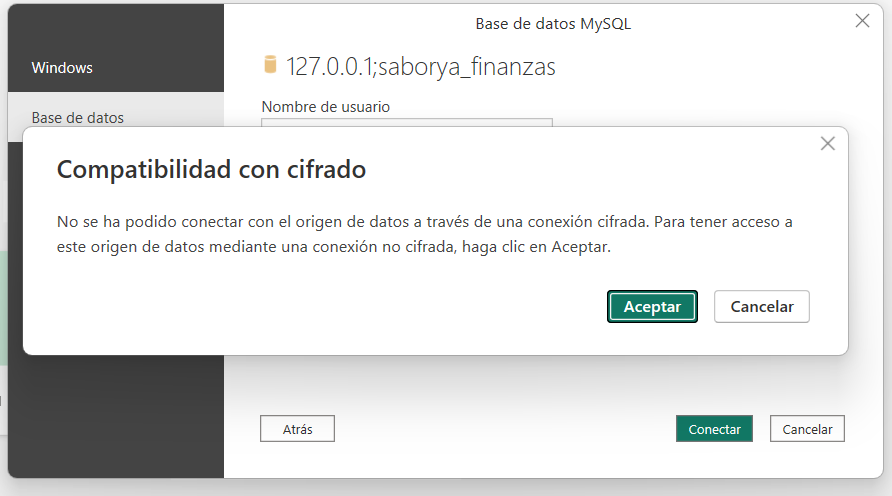 Base de datos MySQL
Windows
127.0.0.1;saborya_finanzas
Nombre de usuario
Base de datos
Compatibilidad con cifrado
No se ha podido conectar con el origen de datos a través de una conexión cifrada. Para tener acceso a
este origen de datos mediante una conexión no cifrada, haga clic en Aceptar.
Aceptar
Cancelar
Atrás
Conectar
Cancelar